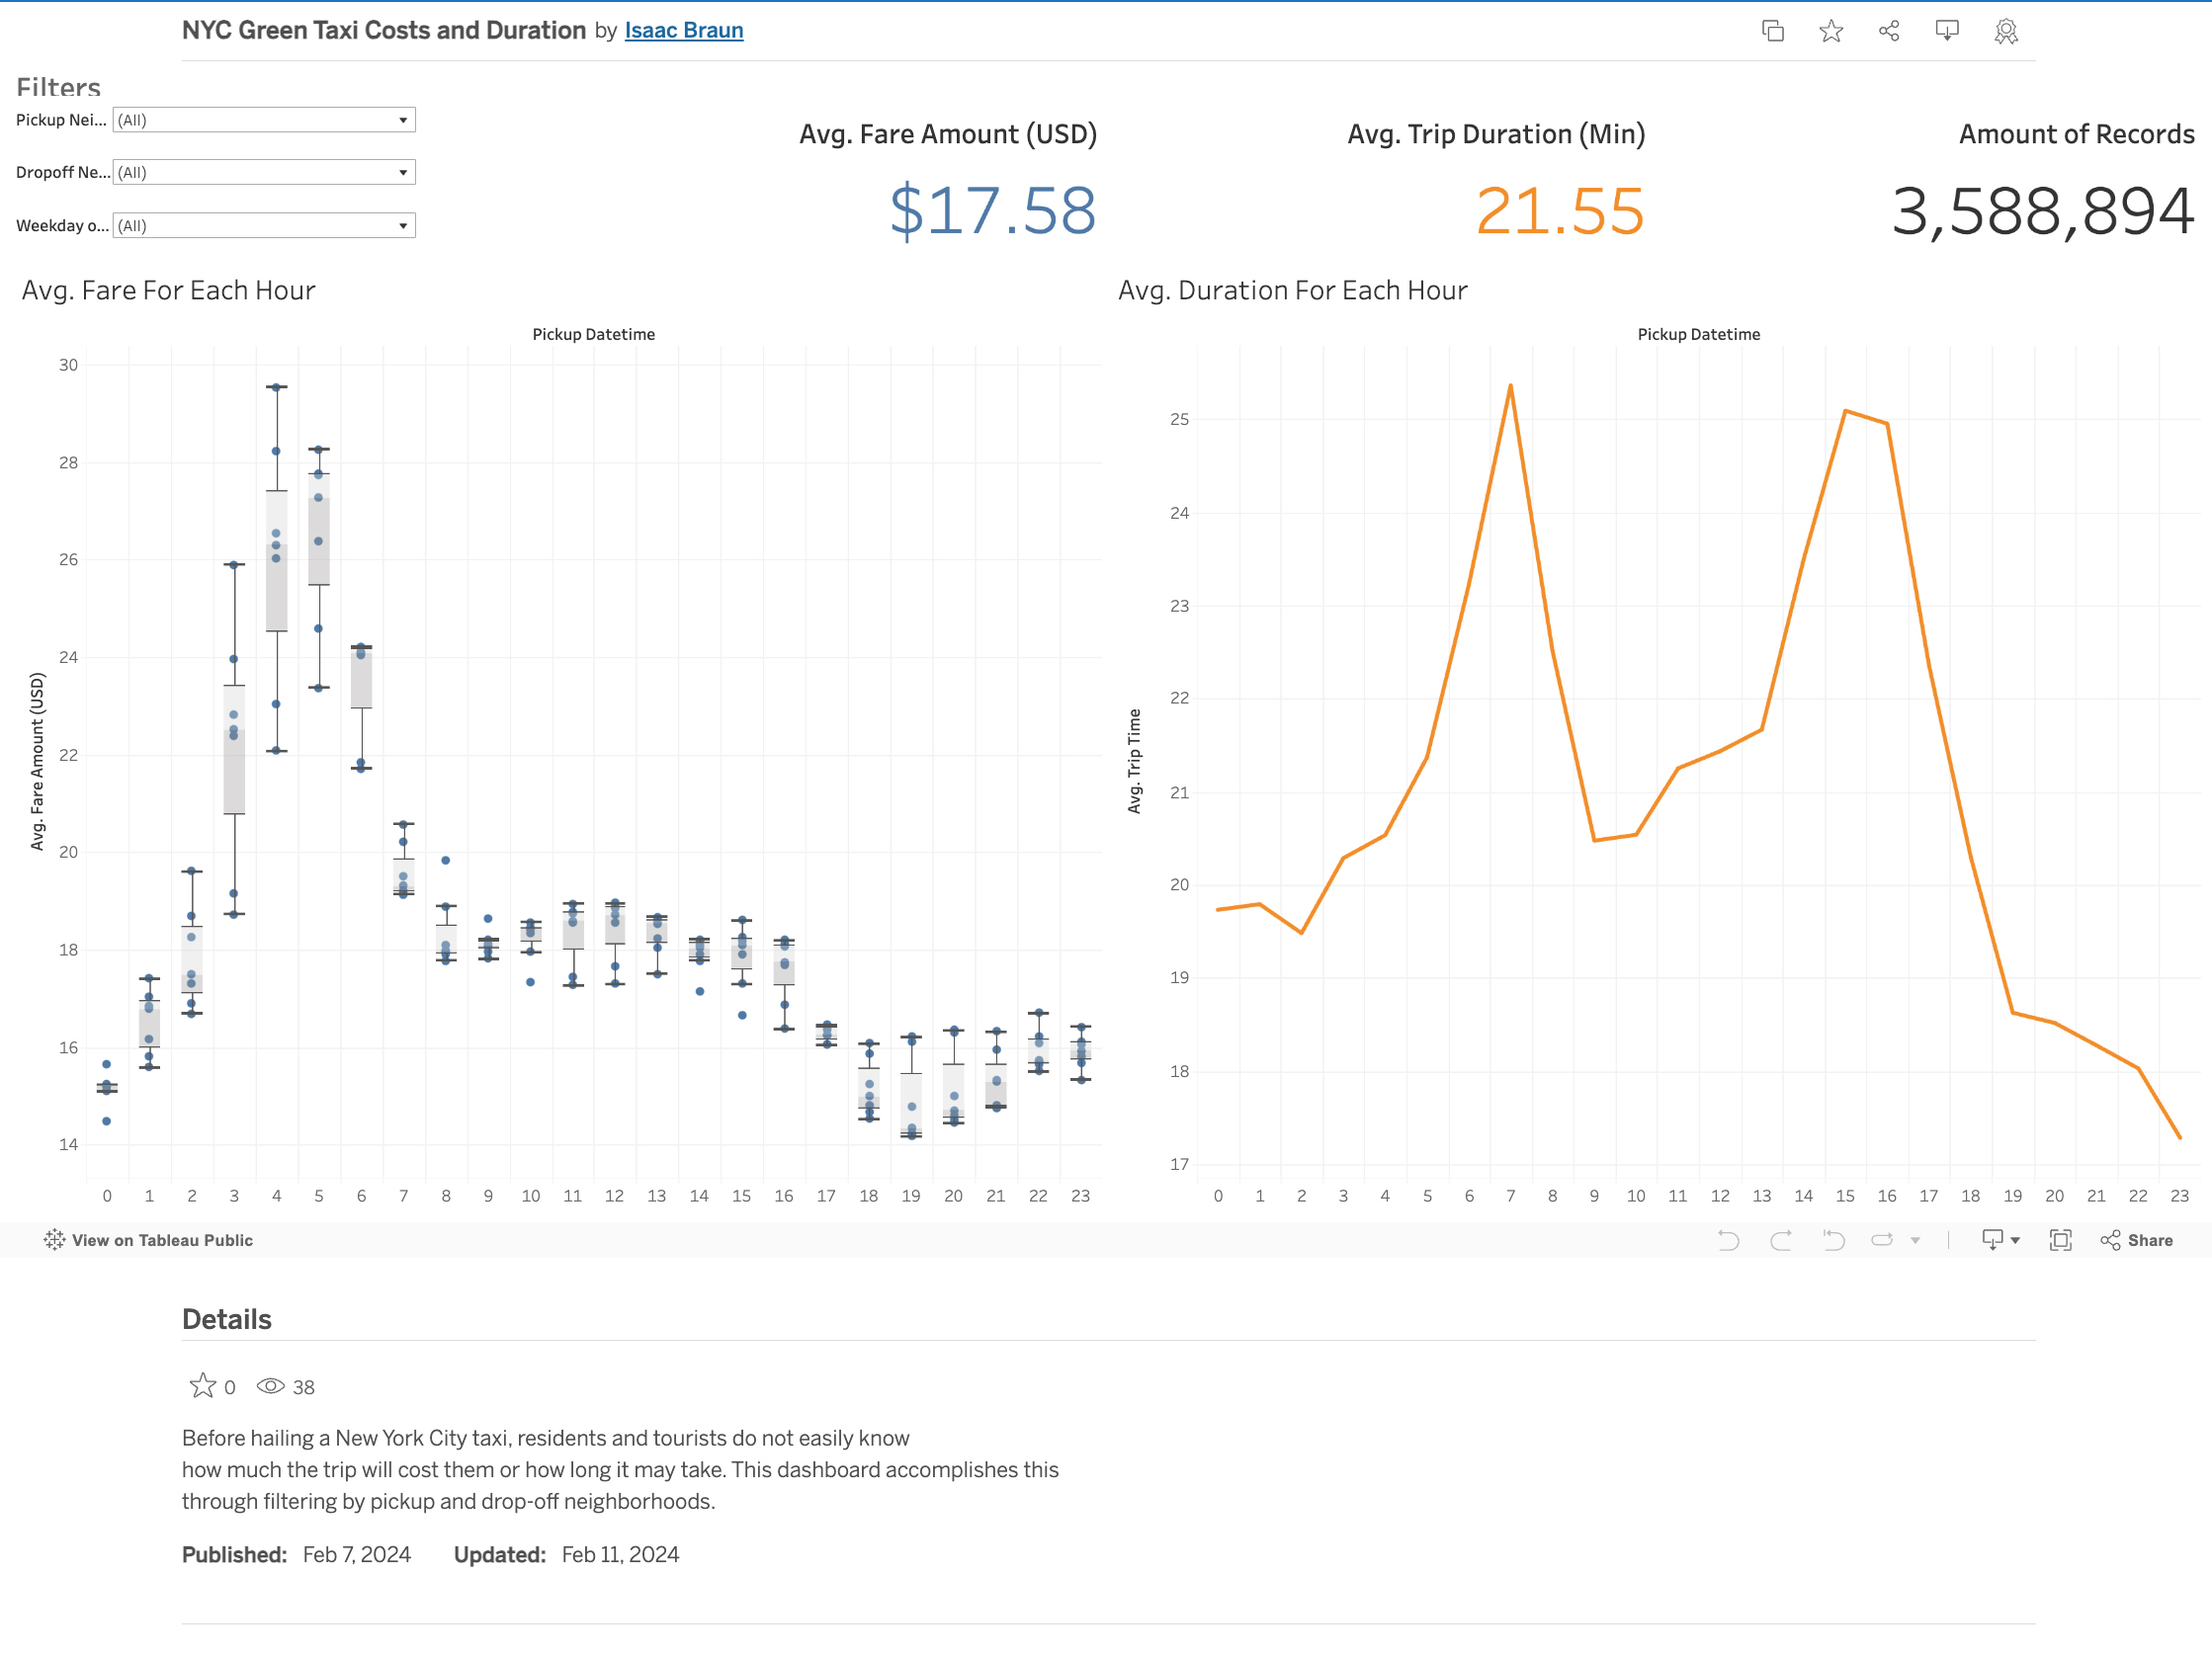 NYC Green Taxi Costs and Duration by Isaac Braun
Filters
Pickup Nei... (All)
Dropoff Ne... (All)
Weekday o... (All)
Avg. Fare Amount (USD)
$17.58
Avg. Trip Duration (Min)
21.55
Amount of Records
3,588,894
Avg. Fare For Each Hour
Pickup Datetime
Avg. Fare Amount (USD)
30
28
26
24
22
20
18
16
14
0 1 2 3 4 5 6 7 8 9 10 11 12 13 14 15 16 17 18 19 20 21 22 23
Avg. Duration For Each Hour
Pickup Datetime
Avg. Trip Time
25
24
23
22
21
20
19
18
17
0 1 2 3 4 5 6 7 8 9 10 11 12 13 14 15 16 17 18 19 20 21 22 23
View on Tableau Public
Share
Details
0 38
Before hailing a New York City taxi, residents and tourists do not easily know
how much the trip will cost them or how long it may take. This dashboard accomplishes this
through filtering by pickup and drop-off neighborhoods.
Published: Feb 7, 2024 Updated: Feb 11, 2024